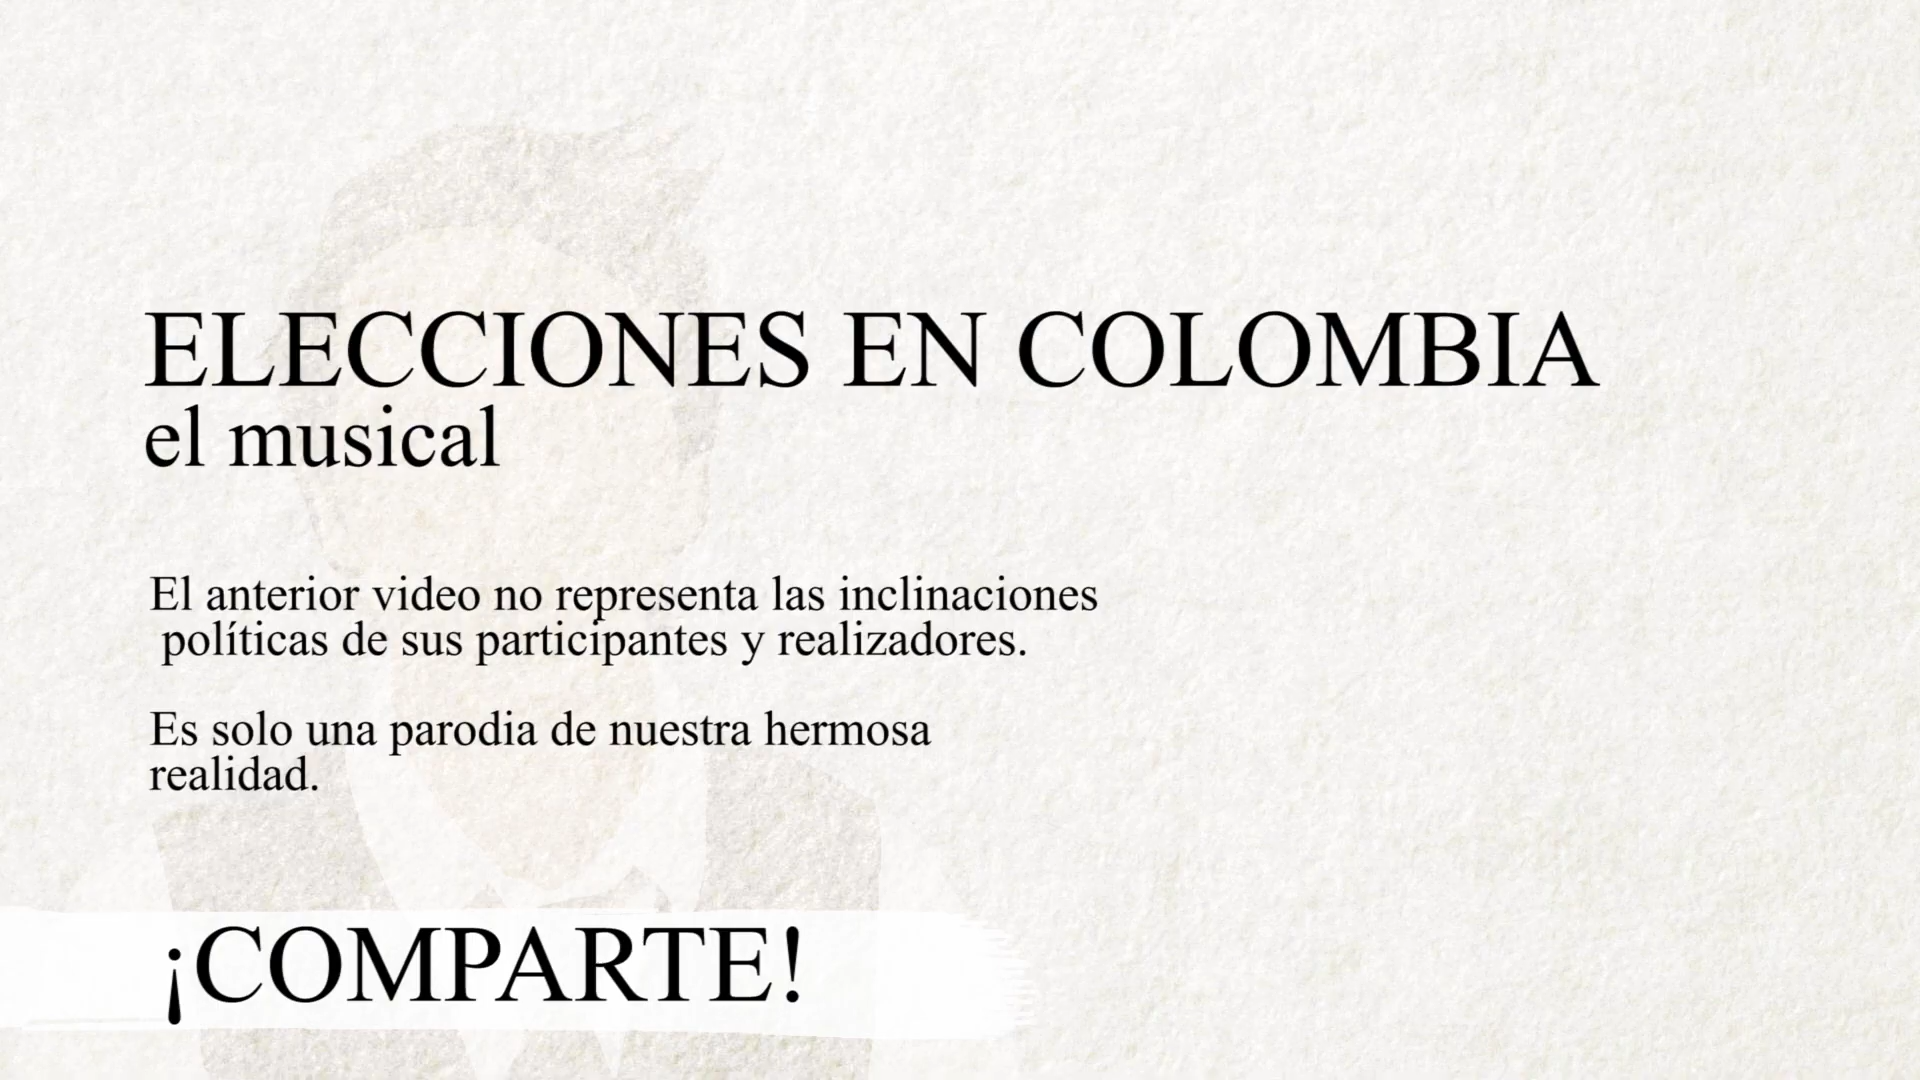 ELECCIONES EN COLOMBIA
el musical
El anterior video no representa las inclinaciones
políticas de sus participantes y realizadores.
Es solo una parodia de nuestra hermosa
realidad.
¡COMPARTE!